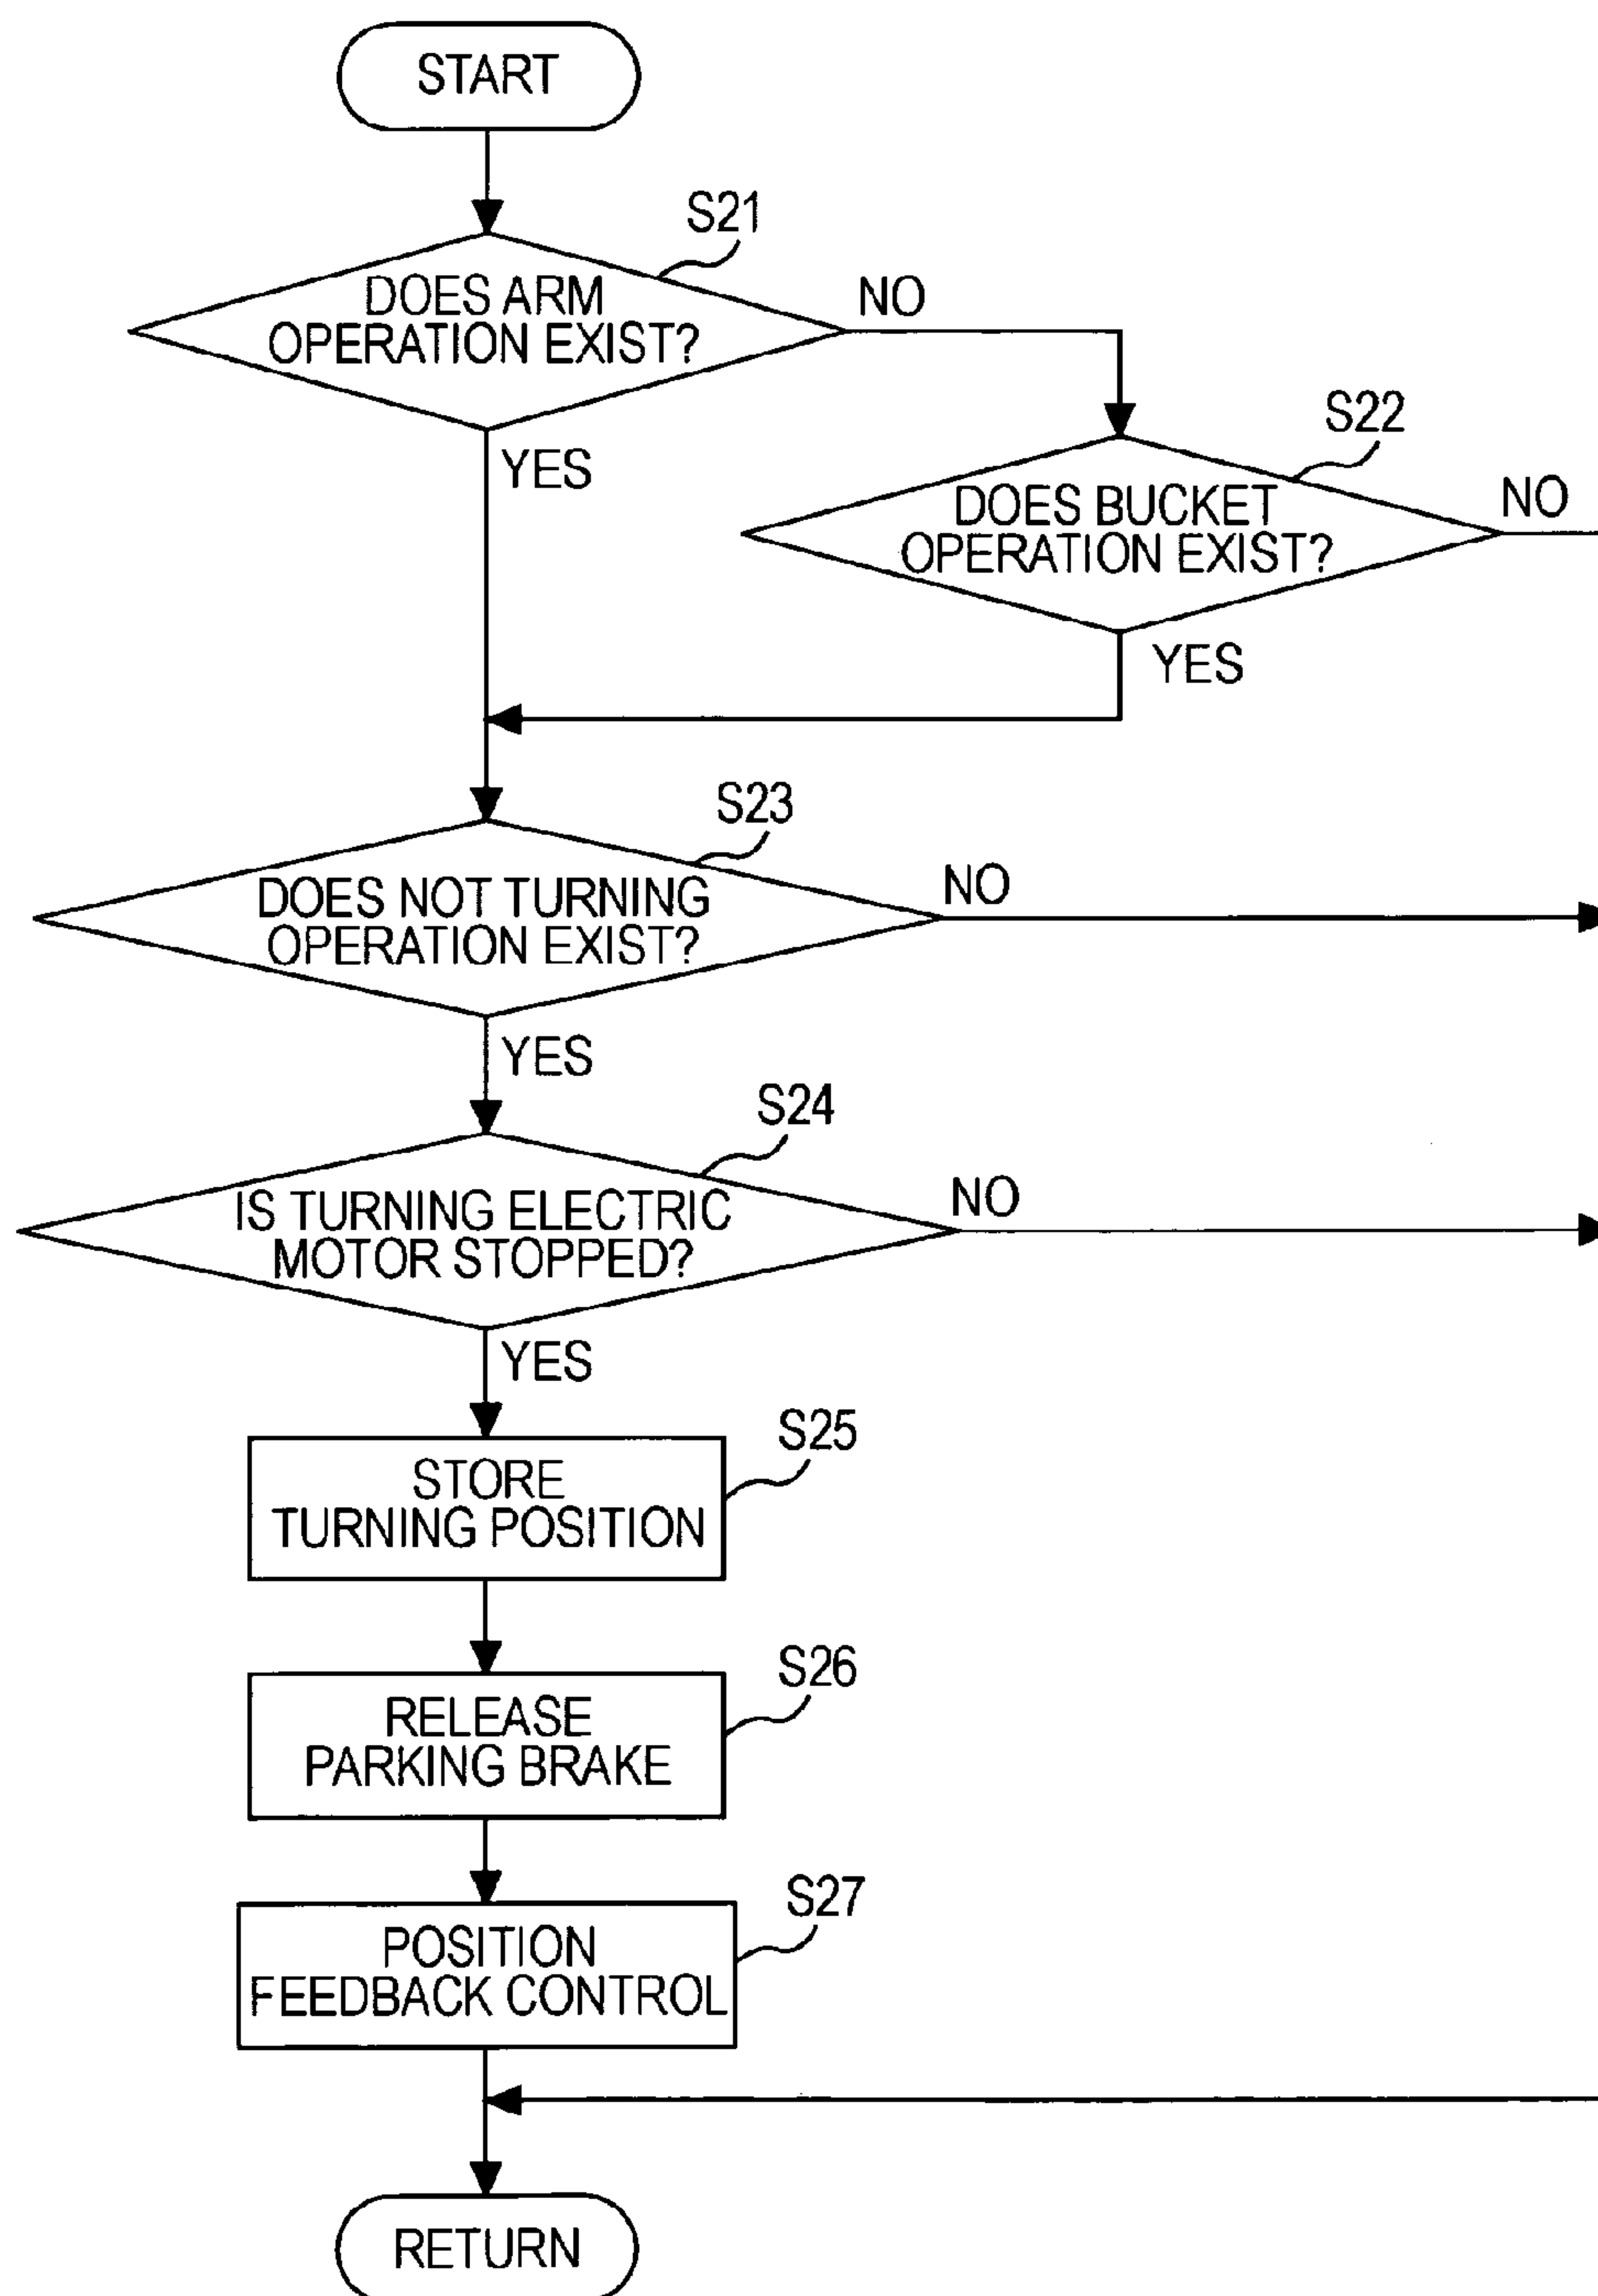 START
S21
DOES ARM
OPERATION EXIST?
NO
YES
S22
DOES BUCKET
OPERATION EXIST?
NO
YES
S23
DOES NOT TURNING
OPERATION EXIST?
NO
YES
S24
IS TURNING ELECTRIC
MOTOR STOPPED?
NO
YES
S25
STORE
TURNING POSITION
S26
RELEASE
PARKING BRAKE
S27
POSITION
FEEDBACK CONTROL
RETURN